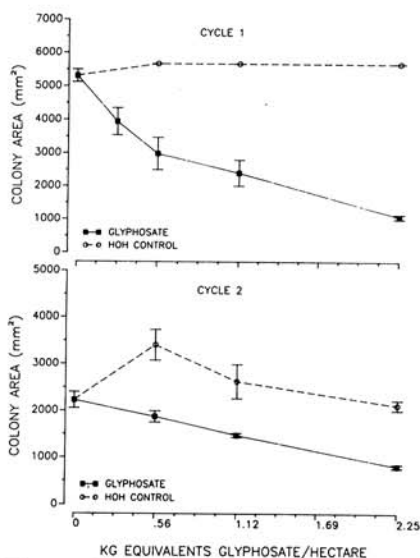 CYCLE 1
COLONY AREA (mm²)
7000
6000
5000
4000
3000
2000
1000
0
GLYPHOSATE
HOH CONTROL
CYCLE 2
COLONY AREA (mm²)
5000
4000
3000
2000
1000
0
GLYPHOSATE
HOH CONTROL
0 .56 1.12 1.69 2.25
KG EQUIVALENTS GLYPHOSATE/HECTARE